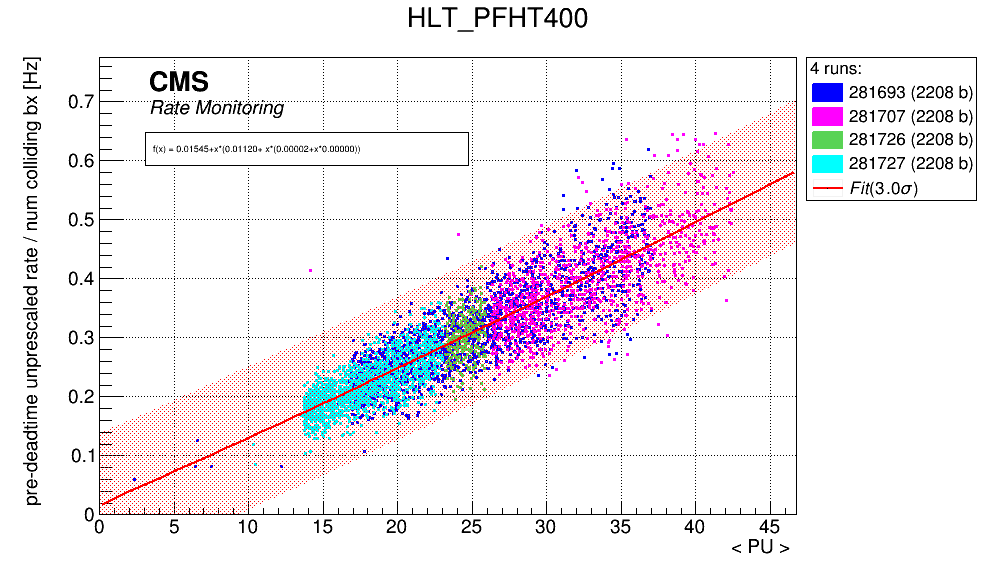 HLT_PFHT400
pre-deadtime unprescaled rate / num colliding bx [Hz]
CMS
Rate Monitoring
f(x) = 0.01545+x*(0.01120+ x*(0.00002+x*0.00000))
0.7
0.6
0.5
0.4
0.3
0.2
0.1
0
0 5 10 15 20 25 30 35 40 45
< PU >
4 runs:
281693 (2208 b)
281707 (2208 b)
281726 (2208 b)
281727 (2208 b)
Fit(3.0σ)